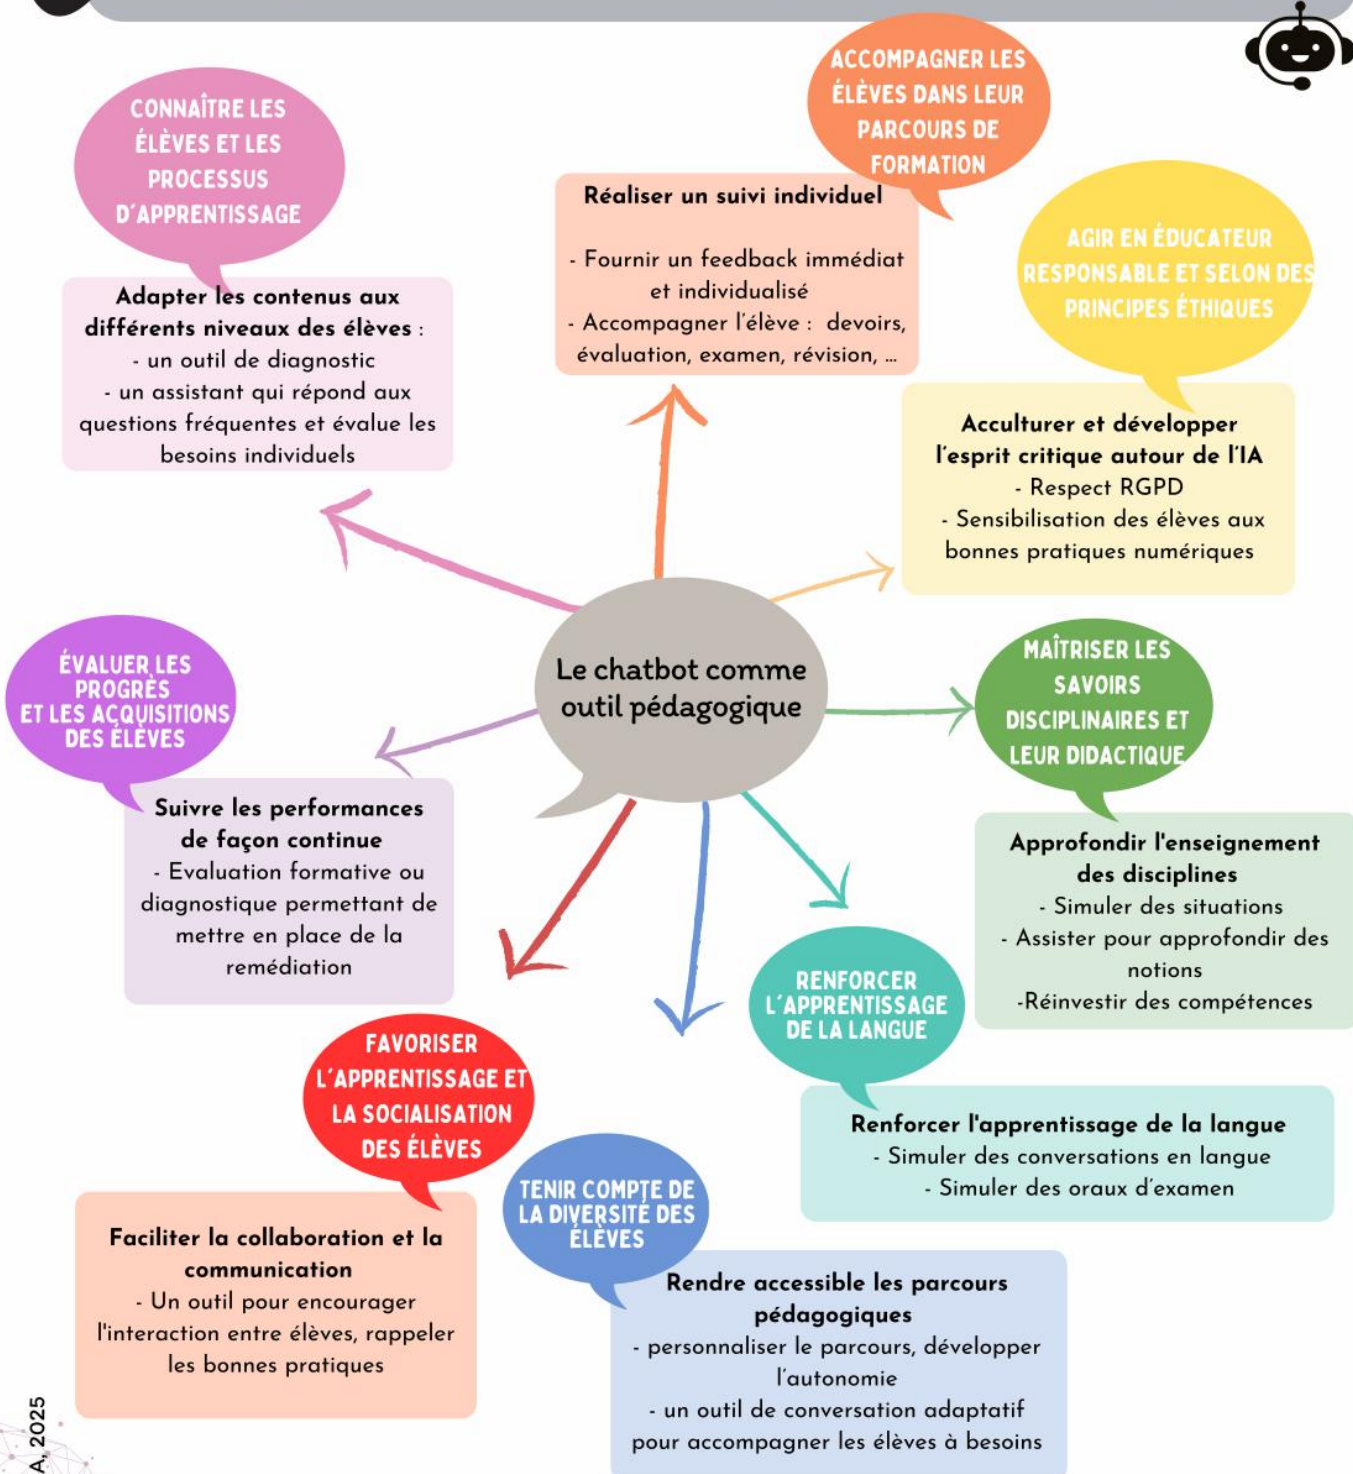 CONNAÎTRE LES
ÉLÈVES ET LES
PROCESSUS
D'APPRENTISSAGE
Adapter les contenus aux
différents niveaux des élèves :
- un outil de diagnostic
- un assistant qui répond aux
questions fréquentes et évalue les
besoins individuels
ACCOMPAGNER LES
ÉLÈVES DANS LEUR
PARCOURS DE
FORMATION
Réaliser un suivi individuel
- Fournir un feedback immédiat
et individualisé
- Accompagner l'élève : devoirs,
évaluation, examen, révision, ...
AGIR EN ÉDUCATEUR
RESPONSABLE ET SELON DES
PRINCIPES ÉTHIQUES
Acculturer et développer
l'esprit critique autour de l'IA
- Respect RGPD
- Sensibilisation des élèves aux
bonnes pratiques numériques
Le chatbot comme
outil pédagogique
ÉVALUER LES
PROGRÈS
ET LES ACQUISITIONS
DES ÉLÈVES
Suivre les performances
de façon continue
- Evaluation formative ou
diagnostique permettant de
mettre en place de la
remédiation
MAÎTRISER LES
SAVOIRS
DISCIPLINAIRES ET
LEUR DIDACTIQUE
Approfondir l'enseignement
des disciplines
- Simuler des situations
- Assister pour approfondir des
notions
-Réinvestir des compétences
RENFORCER
L'APPRENTISSAGE
DE LA LANGUE
Renforcer l'apprentissage de la langue
- Simuler des conversations en langue
- Simuler des oraux d'examen
FAVORISER
L'APPRENTISSAGE ET
LA SOCIALISATION
DES ÉLÈVES
Faciliter la collaboration et la
communication
- Un outil pour encourager
l'interaction entre élèves, rappeler
les bonnes pratiques
TENIR COMPTE DE
LA DIVERSITÉ DES
ÉLÈVES
Rendre accessible les parcours
pédagogiques
- personnaliser le parcours, développer
l'autonomie
- un outil de conversation adaptatif
pour accompagner les élèves à besoins
A, 2025